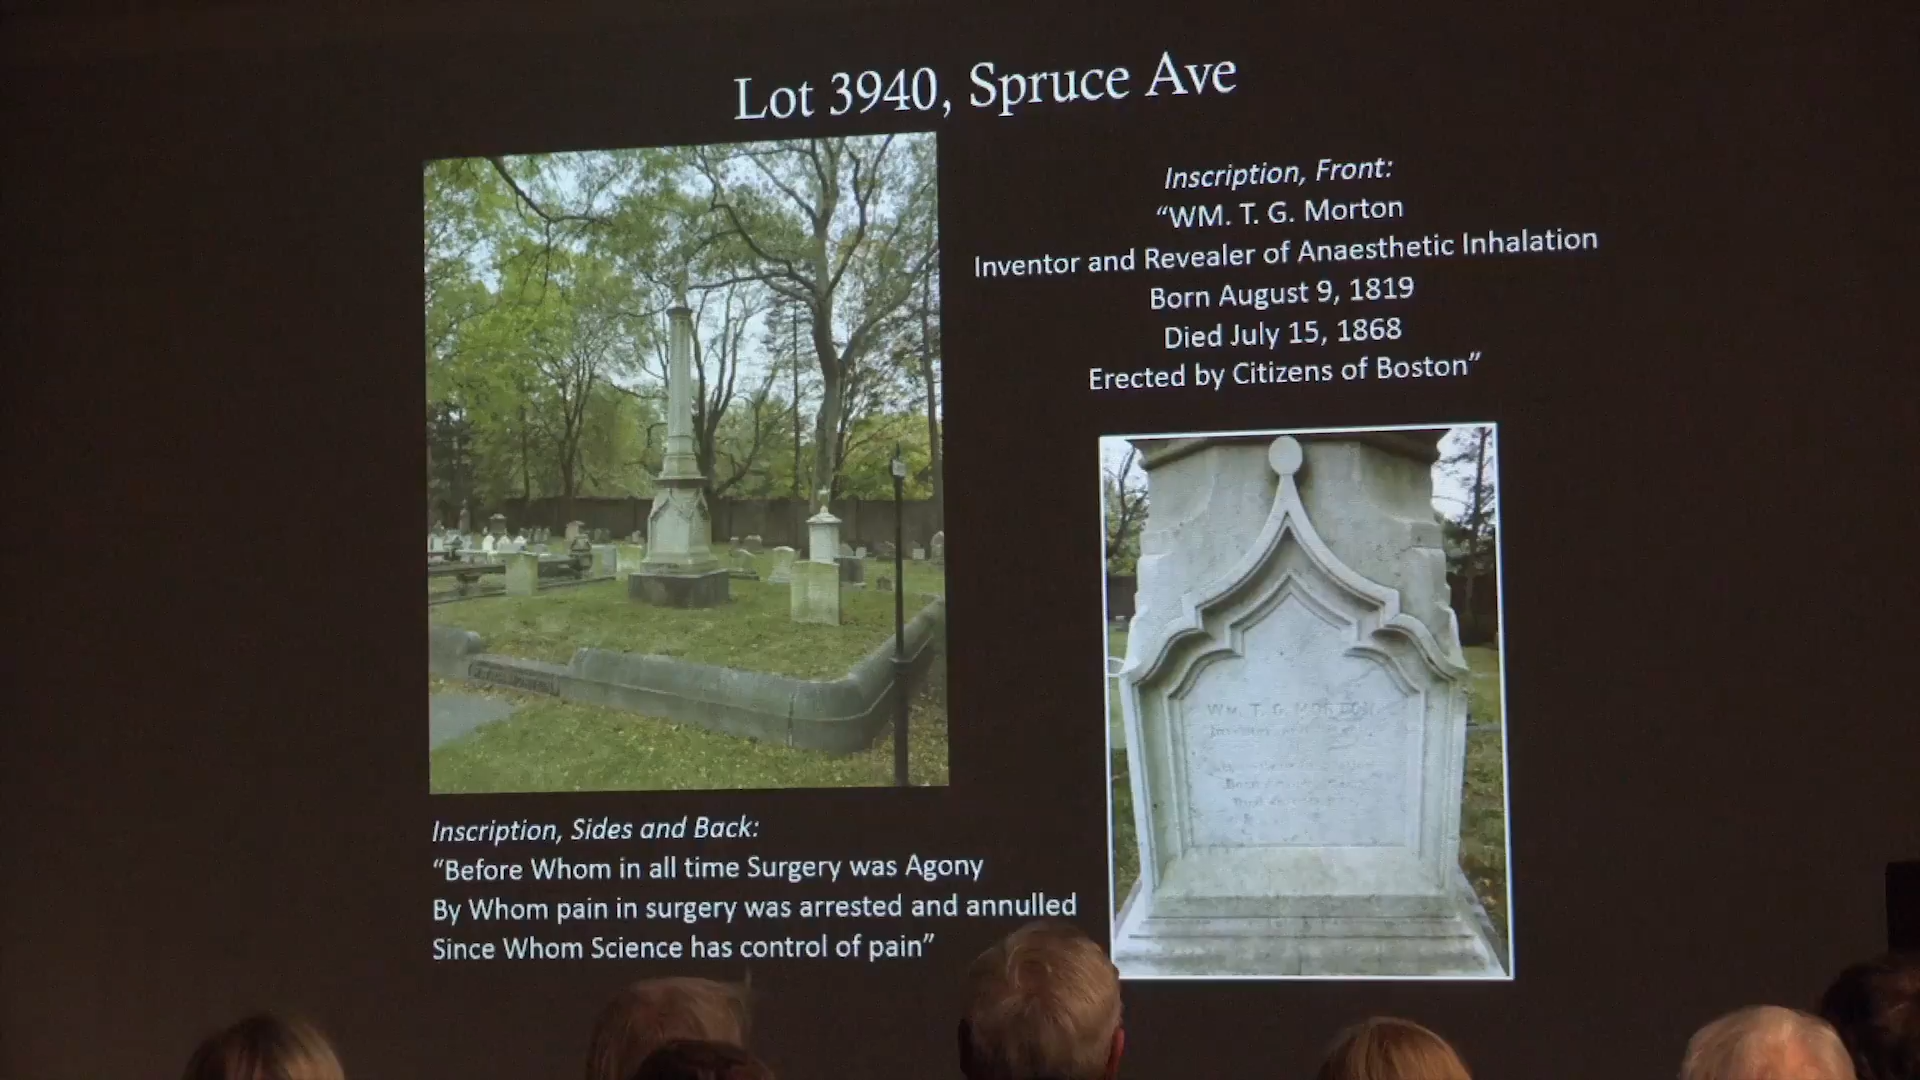 Lot 3940, Spruce Ave
Inscription, Front:
“WM. T. G. Morton
Inventor and Revealer of Anaesthetic Inhalation
Born August 9, 1819
Died July 15, 1868
Erected by Citizens of Boston”
WM. T. G. MORTON
Inscription, Sides and Back:
“Before Whom in all time Surgery was Agony
By Whom pain in surgery was arrested and annulled
Since Whom Science has control of pain”